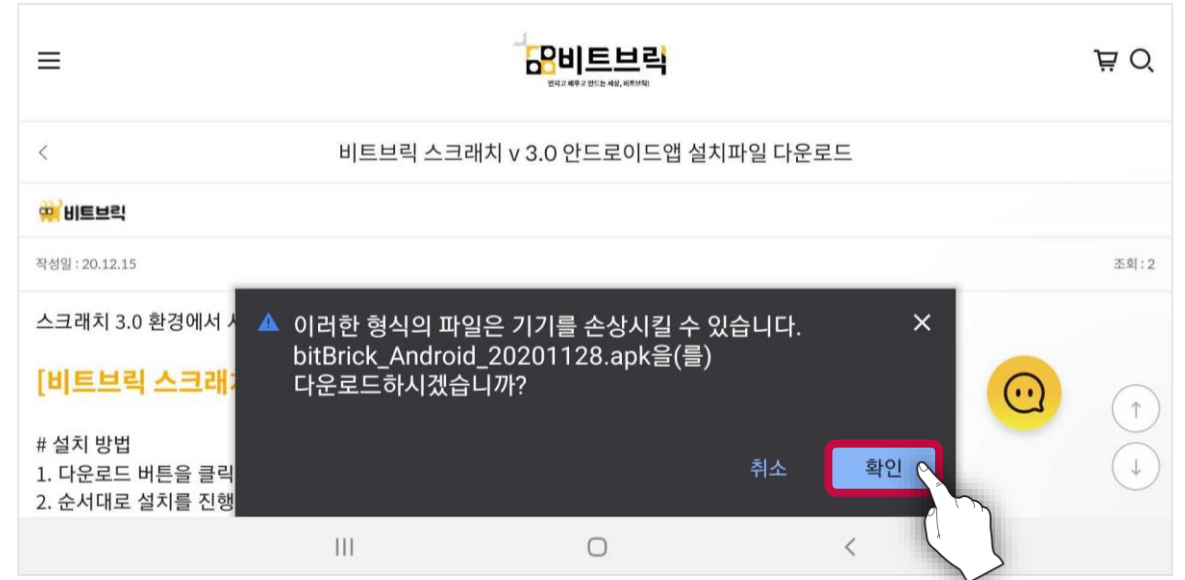 비트브릭
만지고 배우고 만드는 세상, 비트브릭!
비트브릭 스크래치 v 3.0 안드로이드앱 설치파일 다운로드
비트브릭
작성일 : 20.12.15
조회 : 2
스크래치 3.0 환경에서
[비트브릭 스크래
# 설치 방법
1. 다운로드 버튼을 클릭
2. 순서대로 설치를 진행
이러한 형식의 파일은 기기를 손상시킬 수 있습니다.
bitBrick_Android_20201128.apk을(를)
다운로드하시겠습니까?
취소
확인